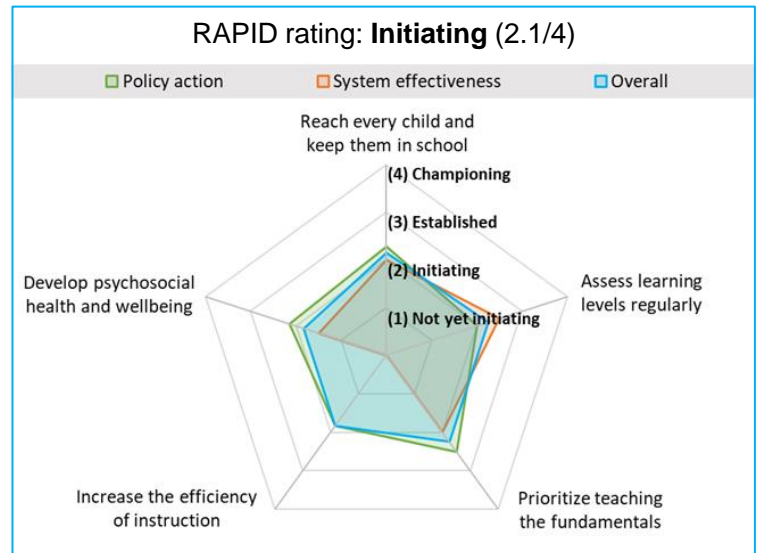 RAPID rating: Initiating (2.1/4)
Policy action
System effectiveness
Overall
Reach every child and
keep them in school
(4) Championing
(3) Established
(2) Initiating
(1) Not yet initiating
Develop psychosocial
health and wellbeing
Assess learning
levels regularly
Increase the efficiency
of instruction
Prioritize teaching
the fundamentals